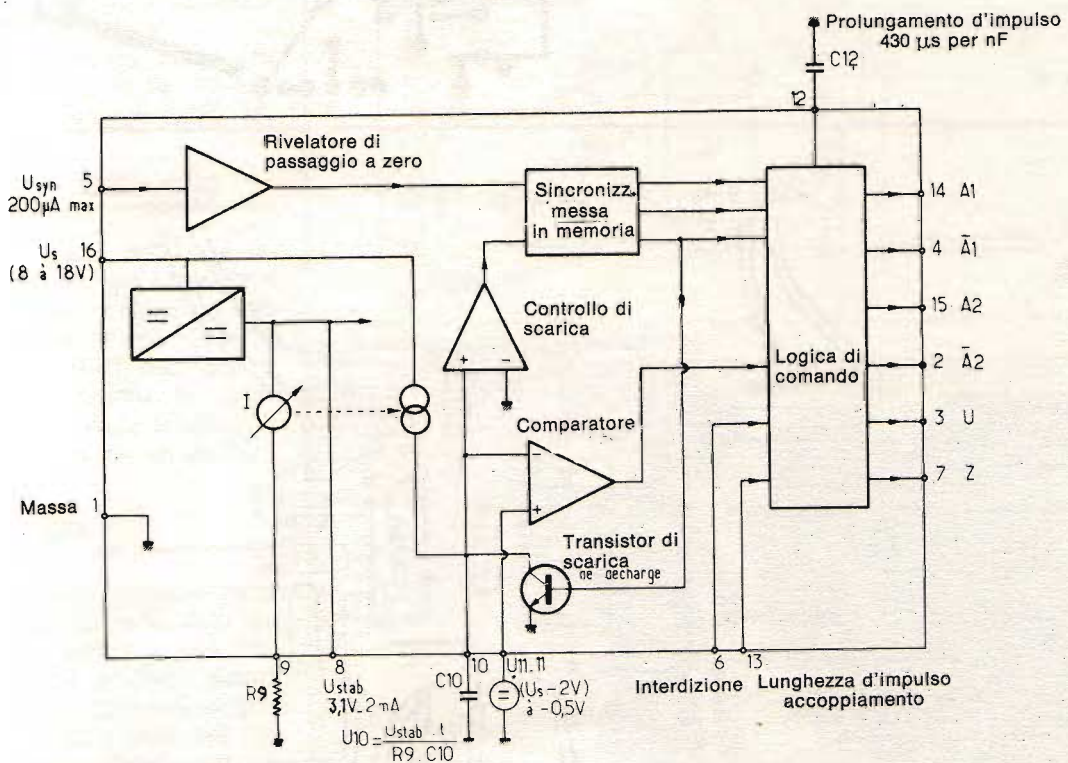 Prolungamento d'impulso
430 µs per nF
C12
12
Rivelatore di
passaggio a zero
Usyn 5
200µA max
Us 16
(8 à 18V)
Sincronizz.
messa
in memoria
14 A1
4 Ā1
15 A2
2 Ā2
3 U
7 Z
Controllo di
scarica
+ -
Logica di
comando
I
Comparatore
-
+
Massa 1
Transistor di
scarica
de décharge
9
8
10
U11.11
6
13
R9
Ustab
3,1V_2mA
C10
(Us-2V)
à -0,5V
Interdizione
Lunghezza d'impulso
accoppiamento
U10 = Ustab . t
R9 . C10